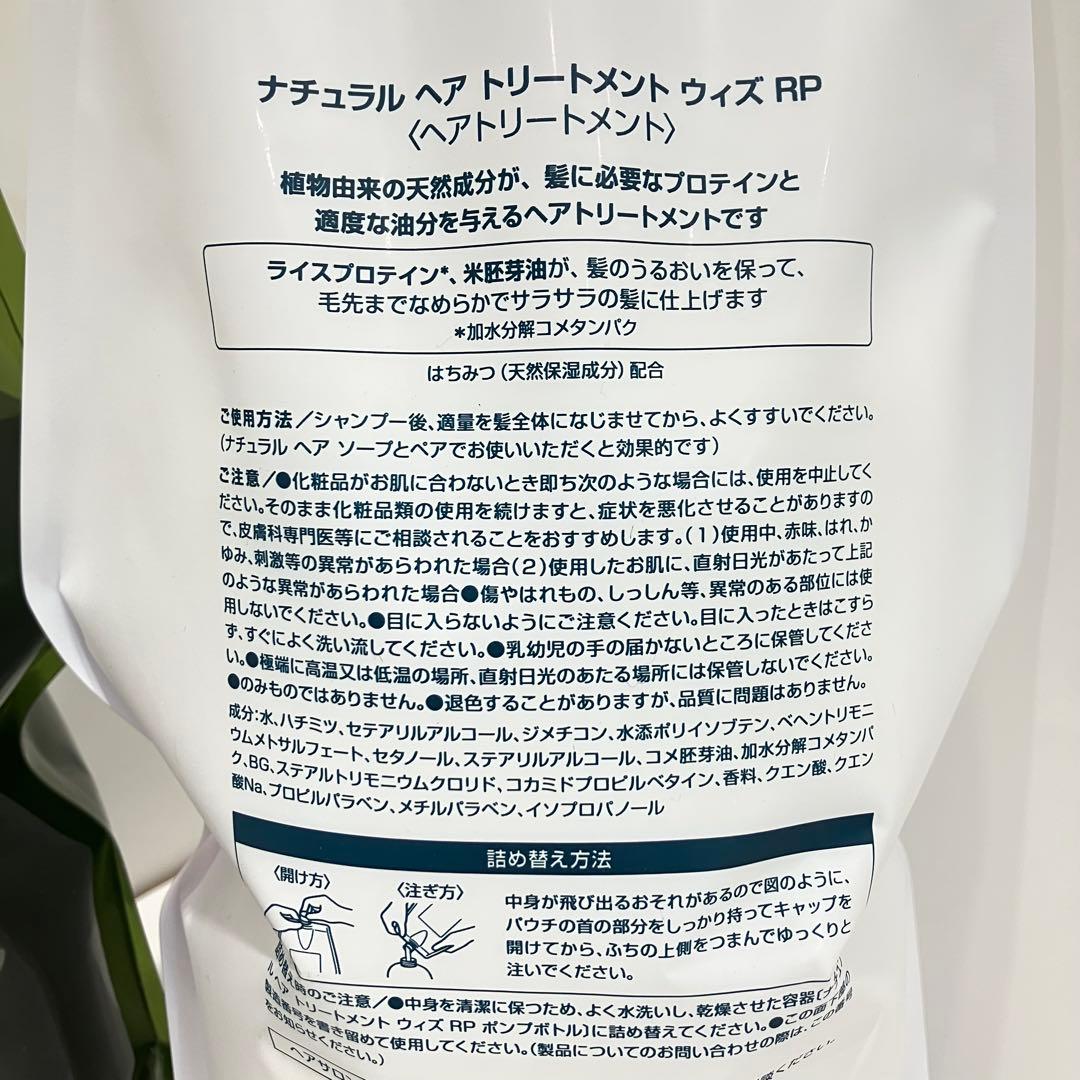 ナチュラル ヘア トリートメント ウィズ RP
〈ヘアトリートメント〉
植物由来の天然成分が、髪に必要なプロテインと
適度な油分を与えるヘアトリートメントです
ライスプロテイン*、米胚芽油が、髪のうるおいを保って、
毛先までなめらかでサラサラの髪に仕上げます
*加水分解コメタンパク
はちみつ(天然保湿成分)配合
ご使用方法/シャンプー後、適量を髪全体になじませてから、よくすすいでください。
(ナチュラル ヘア ソープとペアでお使いいただくと効果的です)
ご注意/●化粧品がお肌に合わないとき即ち次のような場合には、使用を中止してく
ださい。そのまま化粧品類の使用を続けますと、症状を悪化させることがありますの
で、皮膚科専門医等にご相談されることをおすすめします。(1)使用中、赤味、はれ、か
ゆみ、刺激等の異常があらわれた場合(2)使用したお肌に、直射日光があたって上記
のような異常があらわれた場合●傷やはれもの、しっしん等、異常のある部位には使
用しないでください。●目に入らないようにご注意ください。目に入ったときはこすら
ず、すぐによく洗い流してください。●乳幼児の手の届かないところに保管してくださ
い。●極端に高温又は低温の場所、直射日光のあたる場所には保管しないでください。
●のみものではありません。●退色することがありますが、品質に問題はありません。
成分:水、ハチミツ、セテアリルアルコール、ジメチコン、水添ポリイソブテン、ベヘントリモニ
ウムメトサルフェート、セタノール、ステアリルアルコール、コメ胚芽油、加水分解コメタンパ
ク、BG、ステアルトリモニウムクロリド、コカミドプロピルベタイン、香料、クエン酸、クエン
酸Na、プロピルパラベン、メチルパラベン、イソプロパノール
詰め替え方法
〈開け方〉
〈注ぎ方〉
中身が飛び出るおそれがあるので図のように、
パウチの首の部分をしっかり持ってキャップを
開けてから、ふちの上側をつまんでゆっくりと
注いでください。
時のご注意/●中身を清潔に保つため、よく水洗いし、乾燥させた容器
ル ヘア トリートメント ウィズ RP ポンプボトル)に詰め替えてください。●この面下部の
製造番号を書き留めて使用してください。(製品についてのお問い合わせの際は、この番号
をお知らせください。)
ヘアサロ
ください。